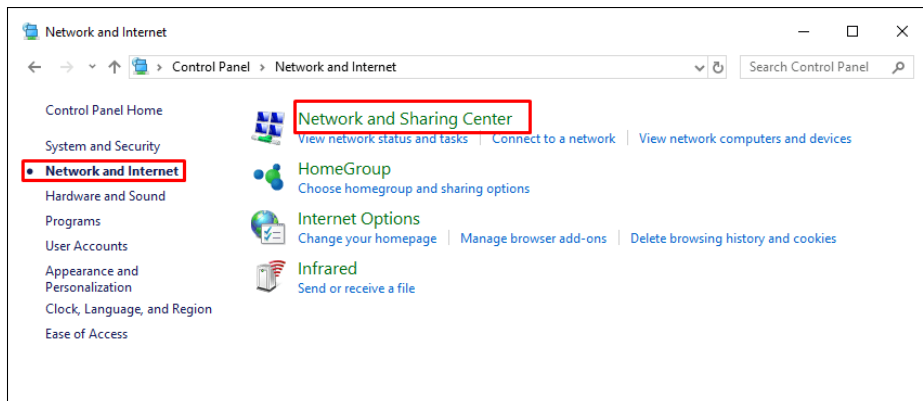 Network and Internet
Control Panel > Network and Internet
Search Control Panel
Control Panel Home
System and Security
Network and Internet
Hardware and Sound
Programs
User Accounts
Appearance and
Personalization
Clock, Language, and Region
Ease of Access
Network and Sharing Center
View network status and tasks | Connect to a network | View network computers and devices
HomeGroup
Choose homegroup and sharing options
Internet Options
Change your homepage | Manage browser add-ons | Delete browsing history and cookies
Infrared
Send or receive a file